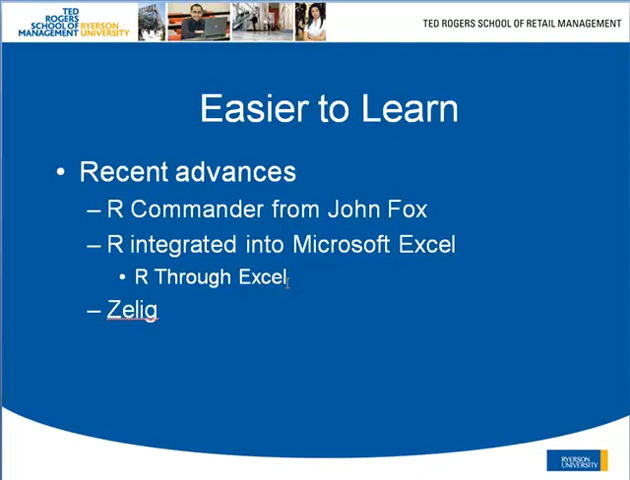 TED
ROGERS
SCHOOL OF
MANAGEMENT
RYERSON
UNIVERSITY
TED ROGERS SCHOOL OF RETAIL MANAGEMENT
Easier to Learn
• Recent advances
– R Commander from John Fox
– R integrated into Microsoft Excel
• R Through Excel
– Zelig
RYERSON
UNIVERSITY